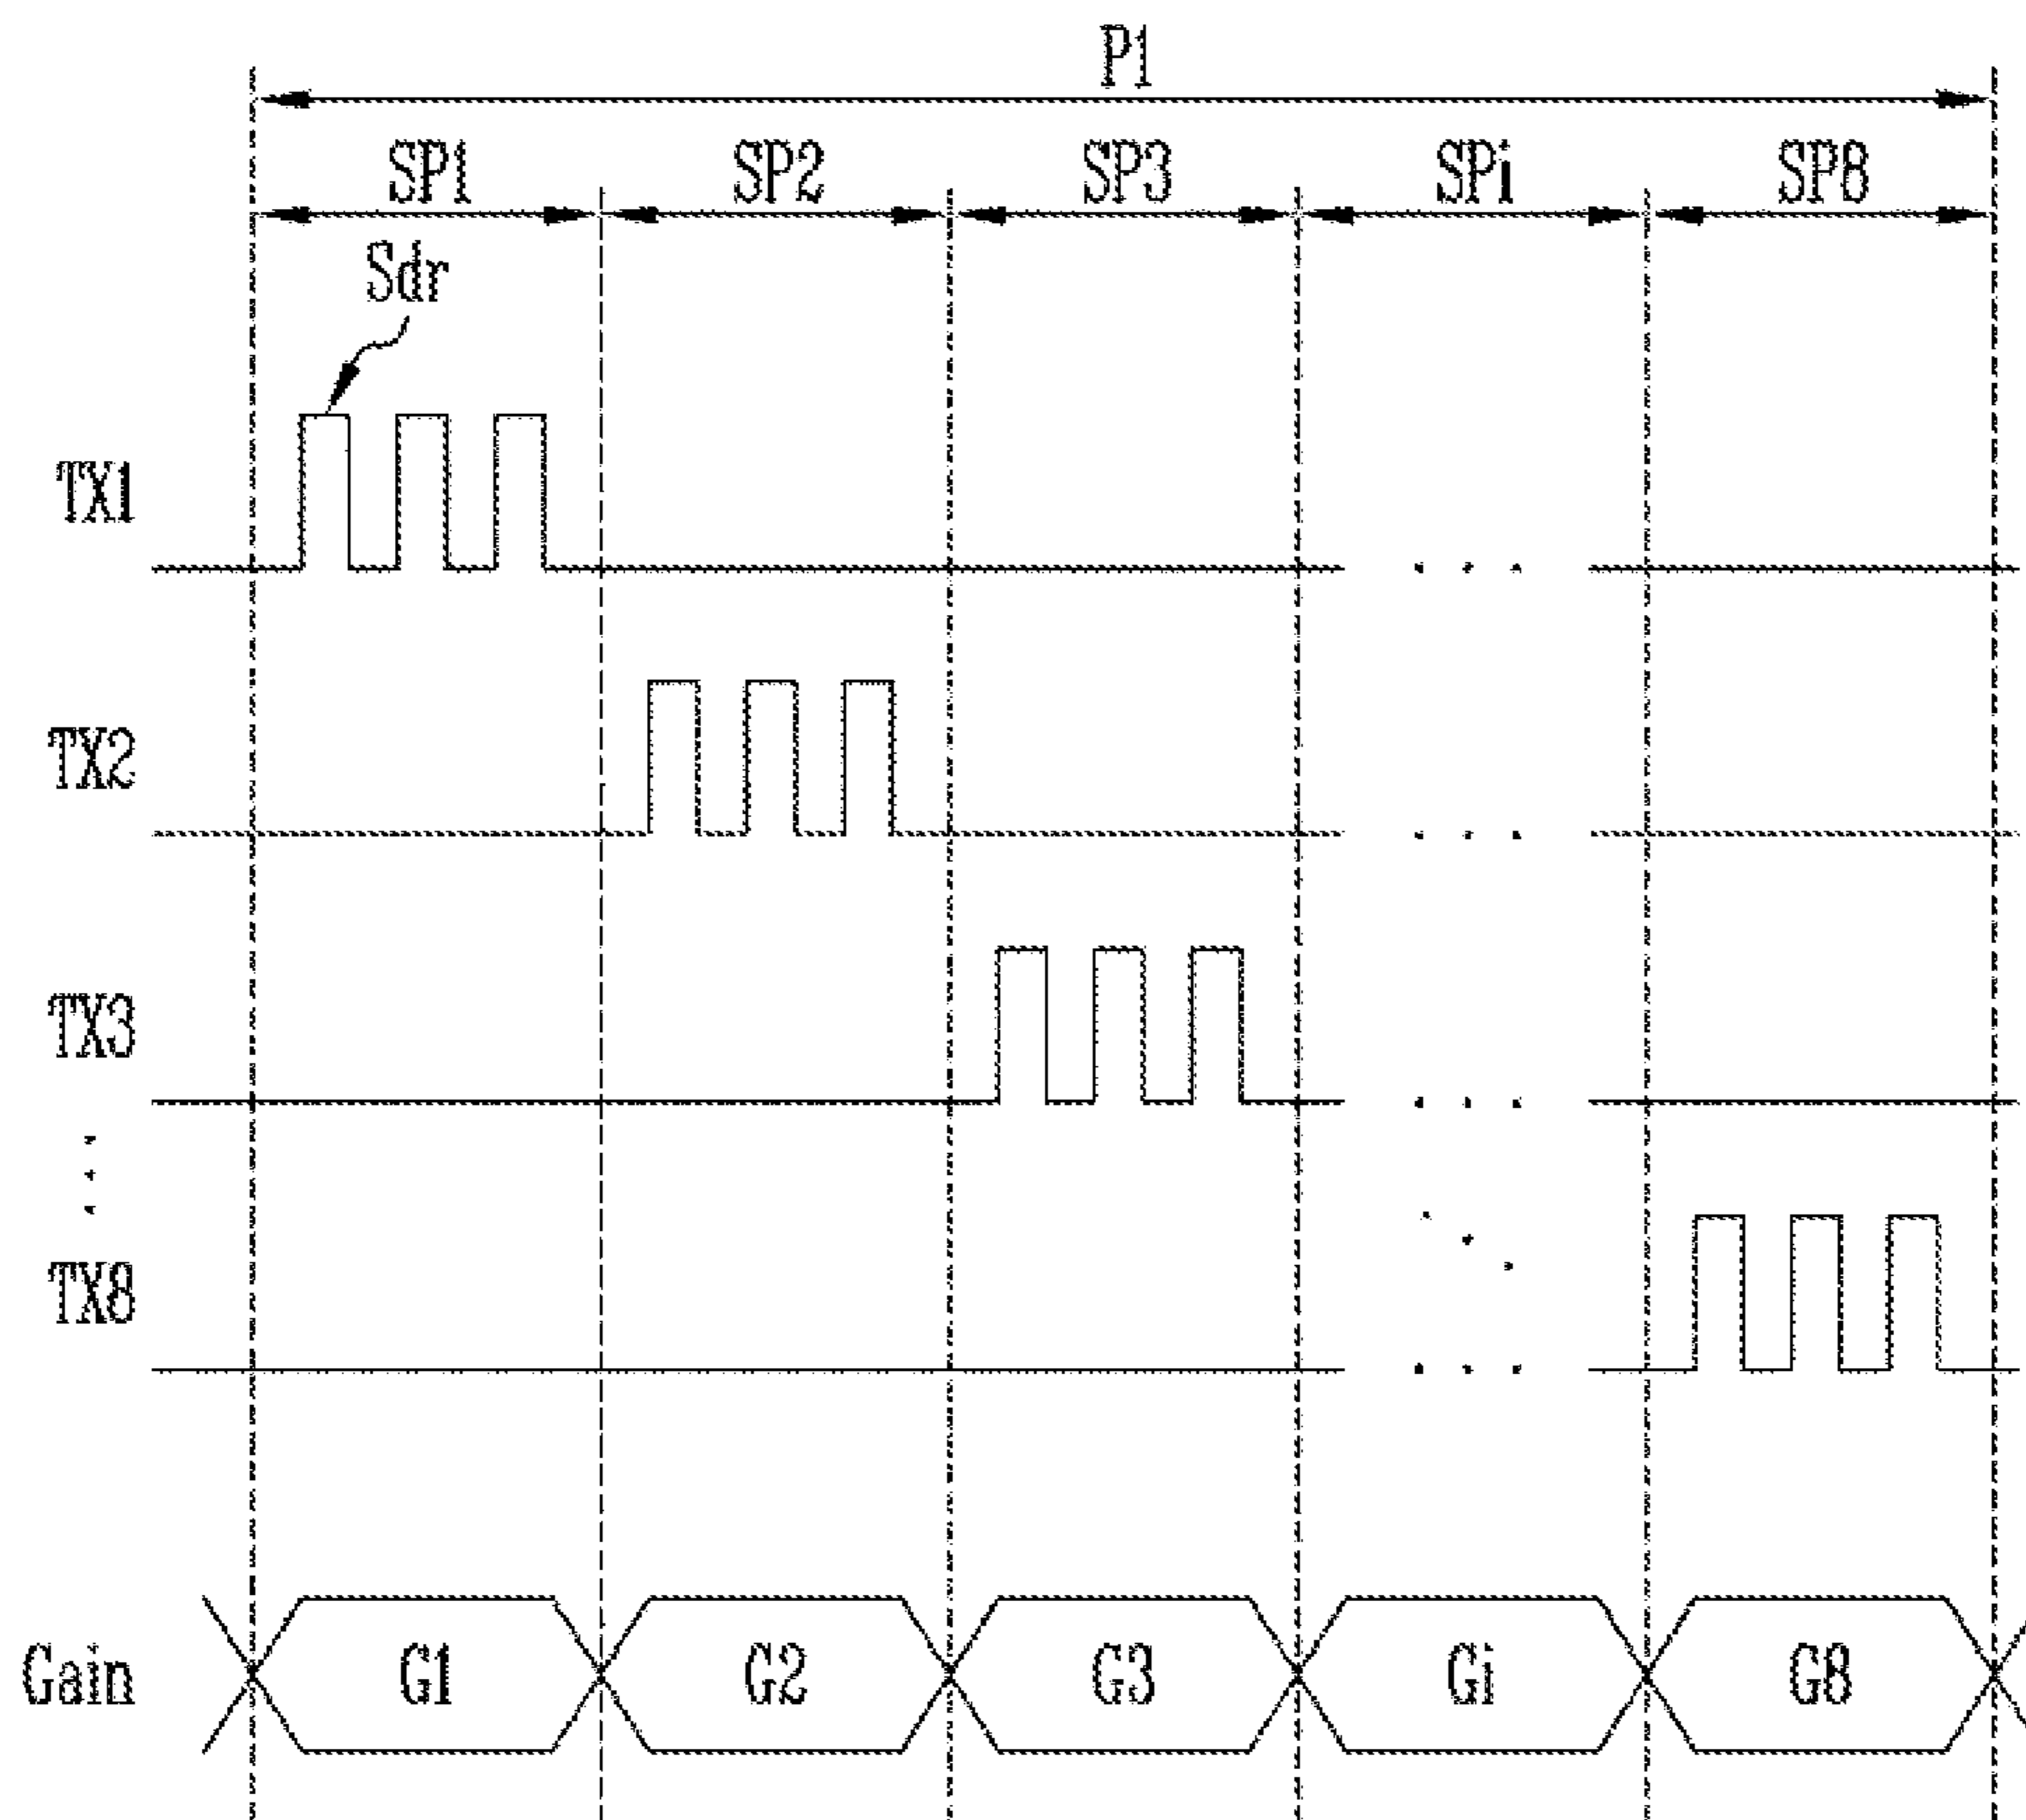 P1
SP1 SP2 SP3 SPi SP8
Sdr
TX1
TX2
TX3
TX8
Gain G1 G2 G3 Gi G8